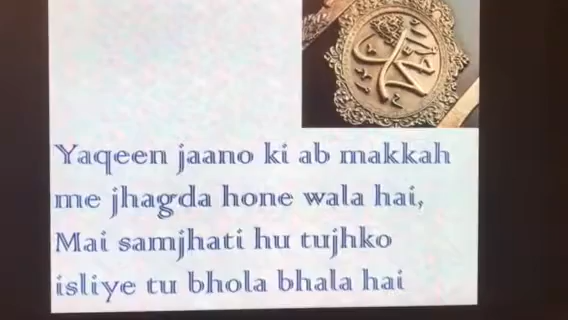 Yaqeen jaano ki ab makkah
me jhagda hone wala hai,
Mai samjhati hu tujhko
isliye tu bhola bhala hai